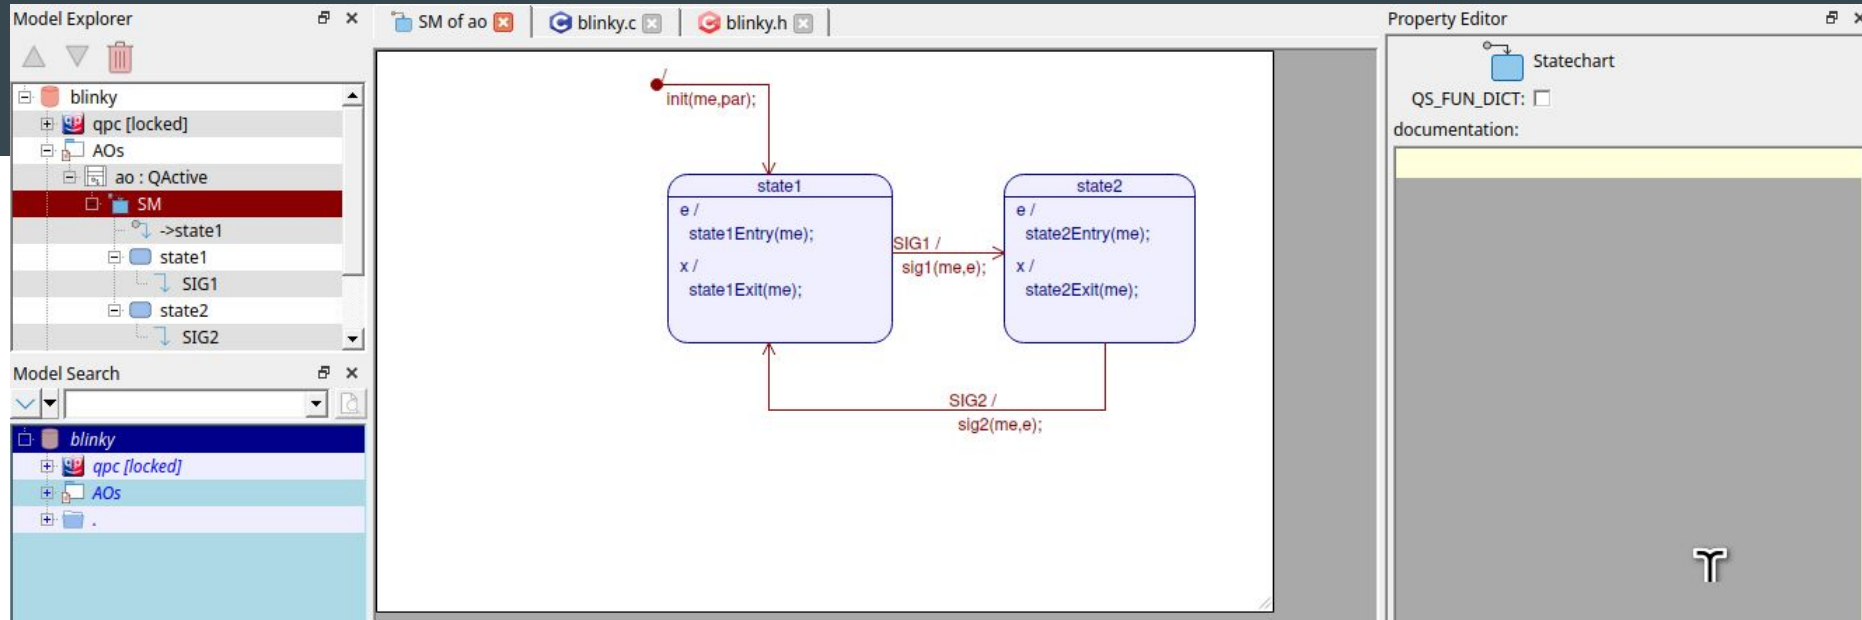 Model Explorer
blinky
qpc [locked]
AOs
ao : QActive
SM
->state1
state1
SIG1
state2
SIG2
Model Search
blinky
qpc [locked]
AOs
.
SM of ao
blinky.c
blinky.h
/
init(me,par);
state1
e /
state1Entry(me);
x /
state1Exit(me);
SIG1 /
sig1(me,e);
state2
e /
state2Entry(me);
x /
state2Exit(me);
SIG2 /
sig2(me,e);
Property Editor
Statechart
QS_FUN_DICT:
documentation: